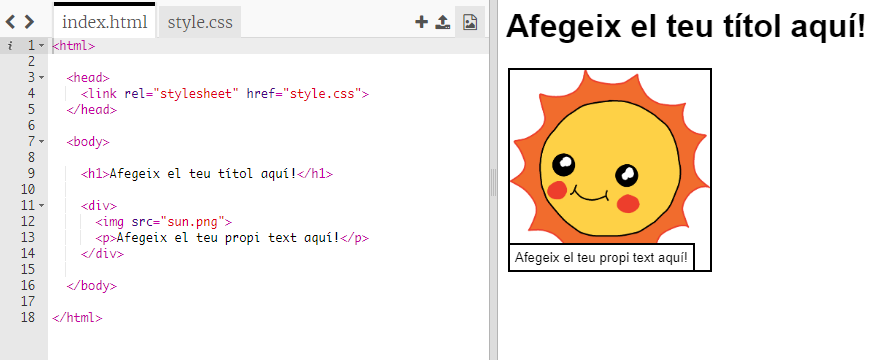 index.html style.css
i 1 <html>
2
3 <head>
4 <link rel="stylesheet" href="style.css">
5 </head>
6
7 <body>
8
9 <h1>Afegeix el teu títol aquí!</h1>
10
11 <div>
12 <img src="sun.png">
13 <p>Afegeix el teu propi text aquí!</p>
14 </div>
15
16 </body>
17
18 </html>
Afegeix el teu títol aquí!
Afegeix el teu propi text aquí!